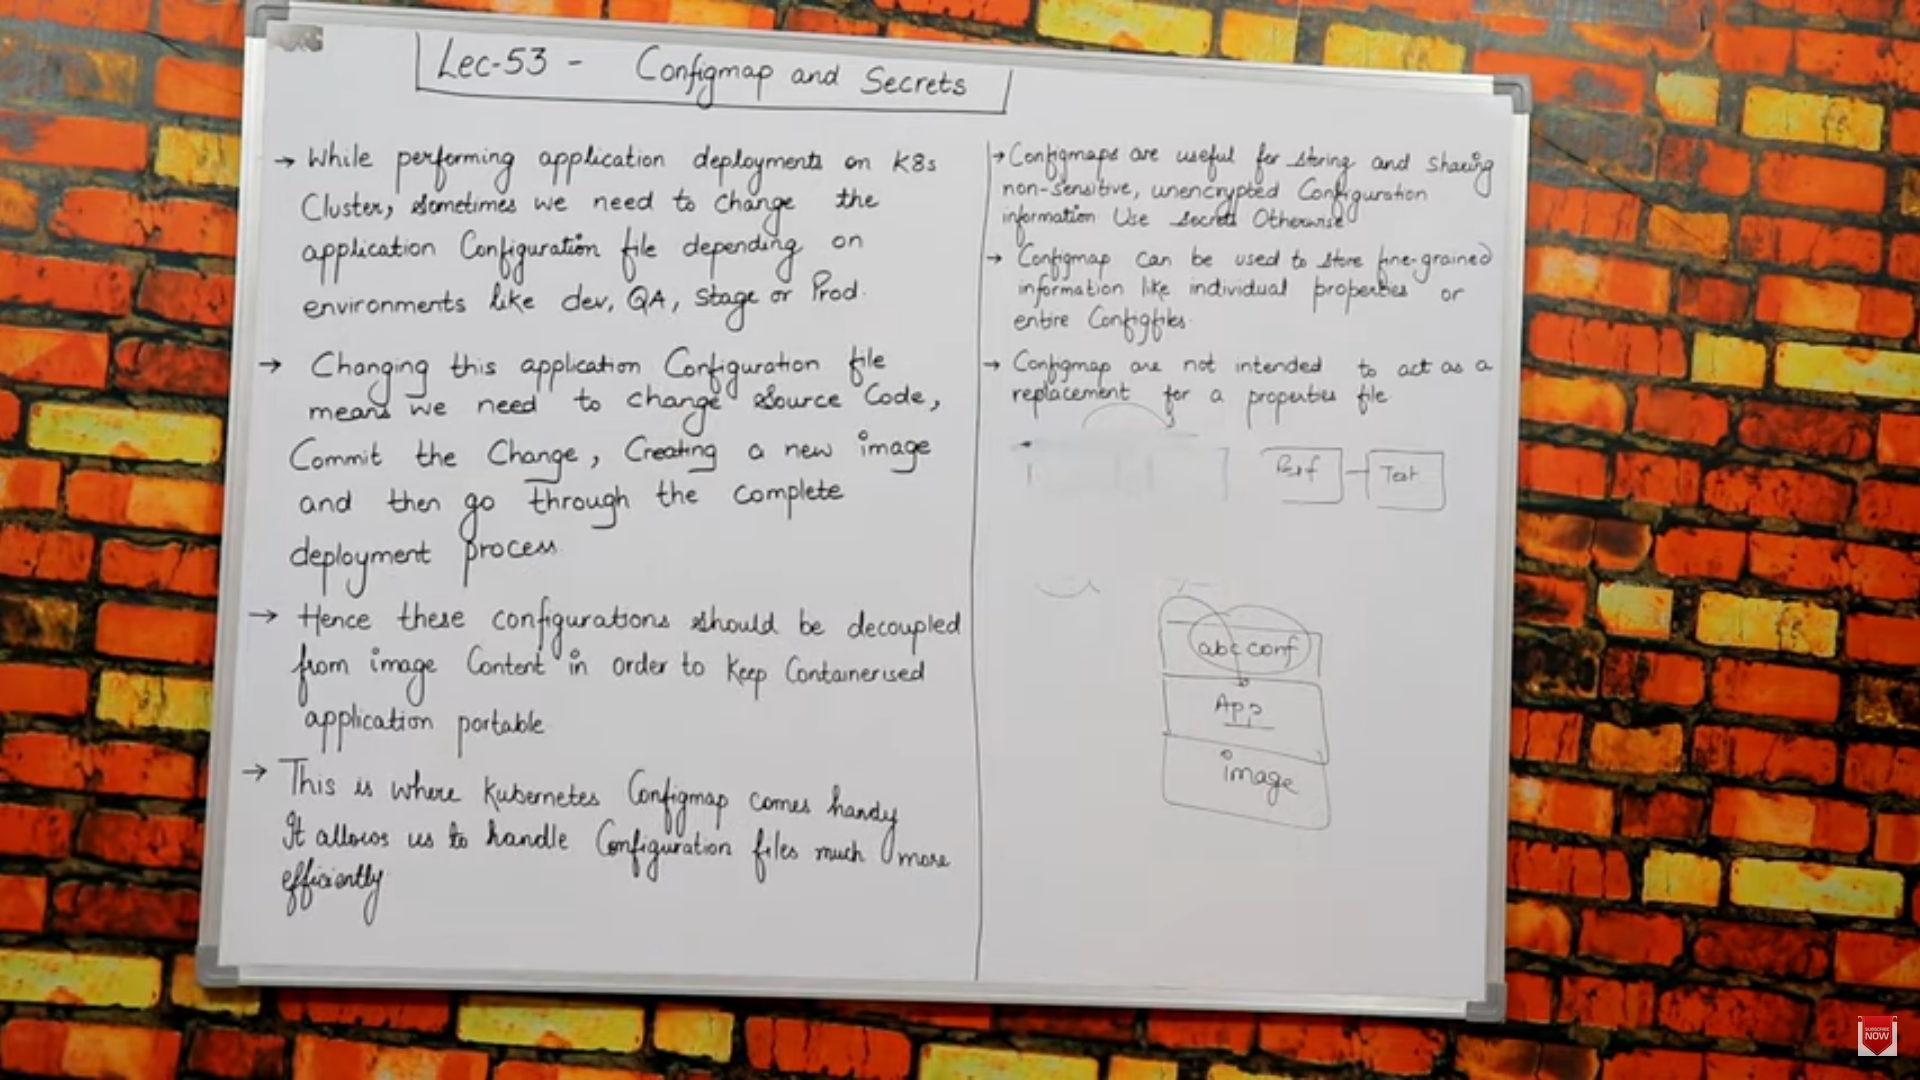 Lec-53 - Configmap and Secrets
→ While performing application deployments on K8s
Cluster, sometimes we need to change the
application Configuration file depending on
environments like dev, QA, Stage or Prod.
→ Changing this application Configuration file
means we need to change source Code,
Commit the Change, Creating a new image
and then go through the complete
deployment process.
→ Hence these configurations should be decoupled
from image Content in order to keep Containerised
application portable
→ This is where Kubernetes Configmap comes handy
It allows us to handle Configuration files much more
efficiently
→ Configmaps are useful for storing and sharing
non-sensitive, unencrypted Configuration
information Use secrets Otherwise
→ Configmap can be used to store fine-grained
information like individual properties or
entire Configfiles.
→ Configmap are not intended to act as a
replacement for a properties file
Test
abc conf
App
image
SUBSCRIBE
NOW